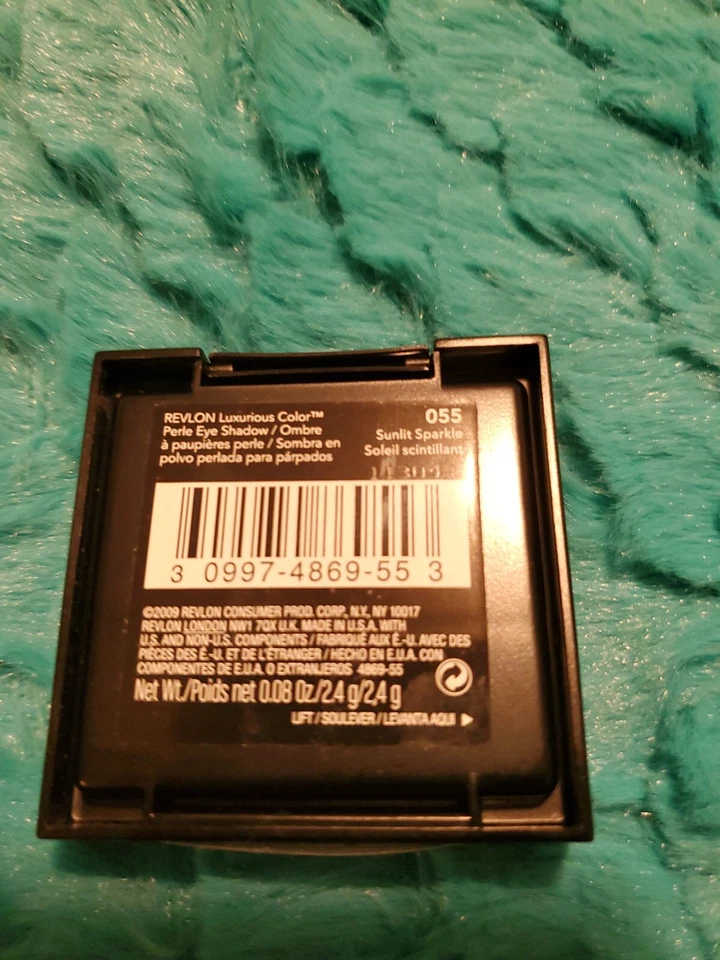 REVLON Luxurious Color™
Perle Eye Shadow / Ombre
à paupières perle / Sombra en
polvo perlada para párpados
055
Sunlit Sparkle
Soleil scintillant
3 0997-4869-55 3
©2009 REVLON CONSUMER PROD. CORP. N.Y., NY 10017
REVLON LONDON NW1 7QX U.K. MADE IN U.S.A. WITH
U.S. AND NON-U.S. COMPONENTS / FABRIQUÉ AUX É.-U. AVEC DES
PIÈCES DES É.-U. ET DE L'ÉTRANGER / HECHO EN E.U.A. CON
COMPONENTES DE E.U.A. O EXTRANJEROS 4869-55
Net Wt./Poids net 0.08 Oz/2.4 g/2,4 g
LIFT / SOULEVER / LEVANTA AQUI ▶